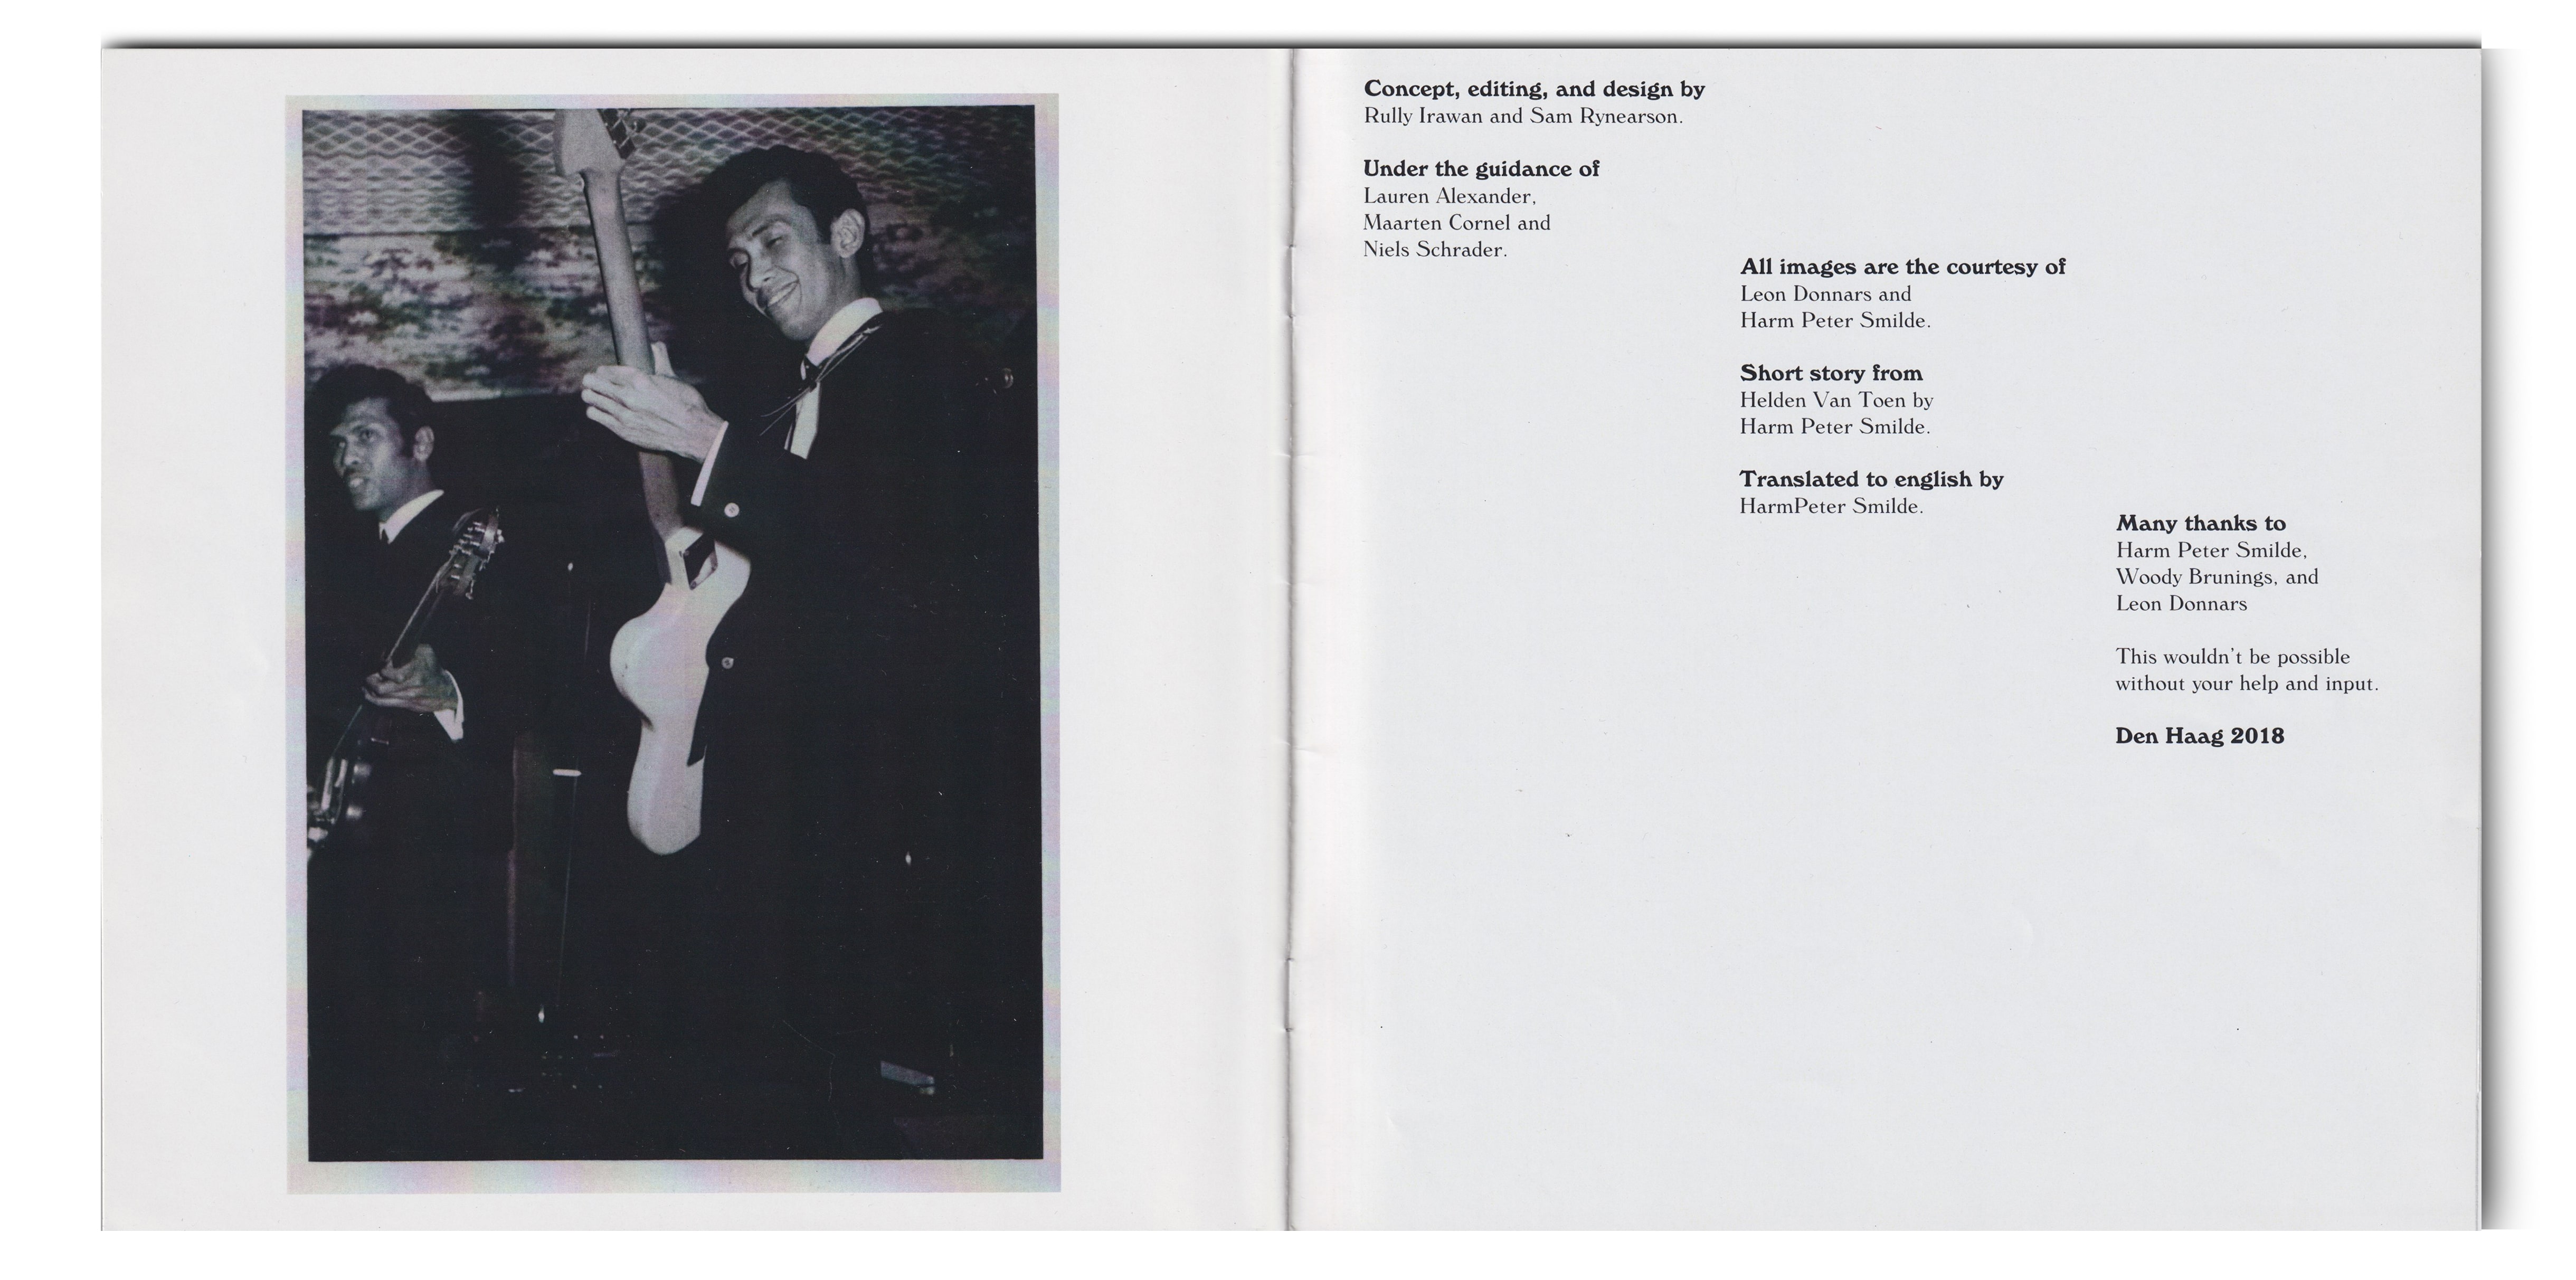 Concept, editing, and design by
Rully Irawan and Sam Rynearson.
Under the guidance of
Lauren Alexander,
Maarten Cornel and
Niels Schrader.
All images are the courtesy of
Leon Donnars and
Harm Peter Smilde.
Short story from
Helden Van Toen by
Harm Peter Smilde.
Translated to english by
HarmPeter Smilde.
Many thanks to
Harm Peter Smilde,
Woody Brunings, and
Leon Donnars
This wouldn't be possible
without your help and input.
Den Haag 2018